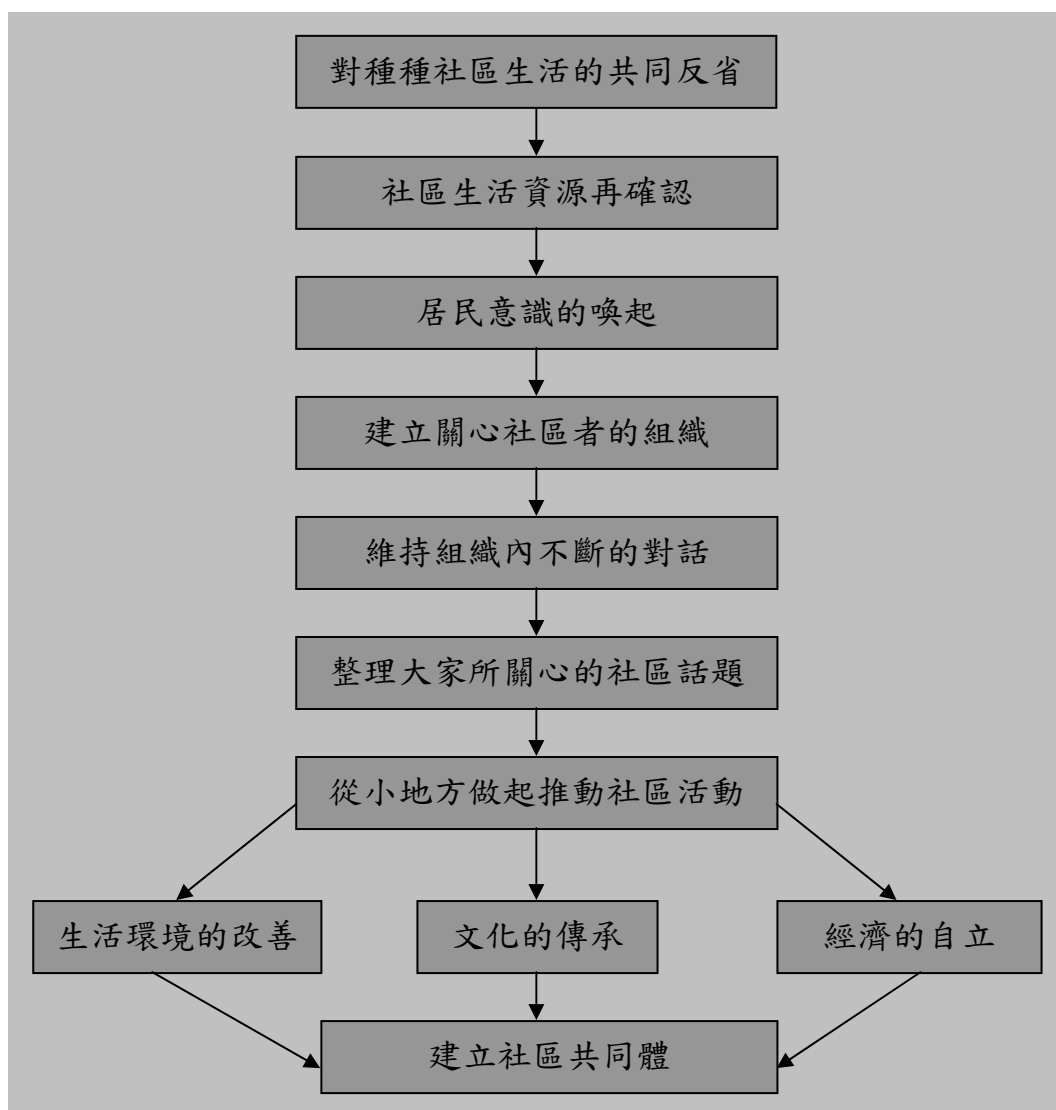 對種種社區生活的共同反省
社區生活資源再確認
居民意識的喚起
建立關心社區者的組織
維持組織內不斷的對話
整理大家所關心的社區話題
從小地方做起推動社區活動
生活環境的改善
文化的傳承
經濟的自立
建立社區共同體